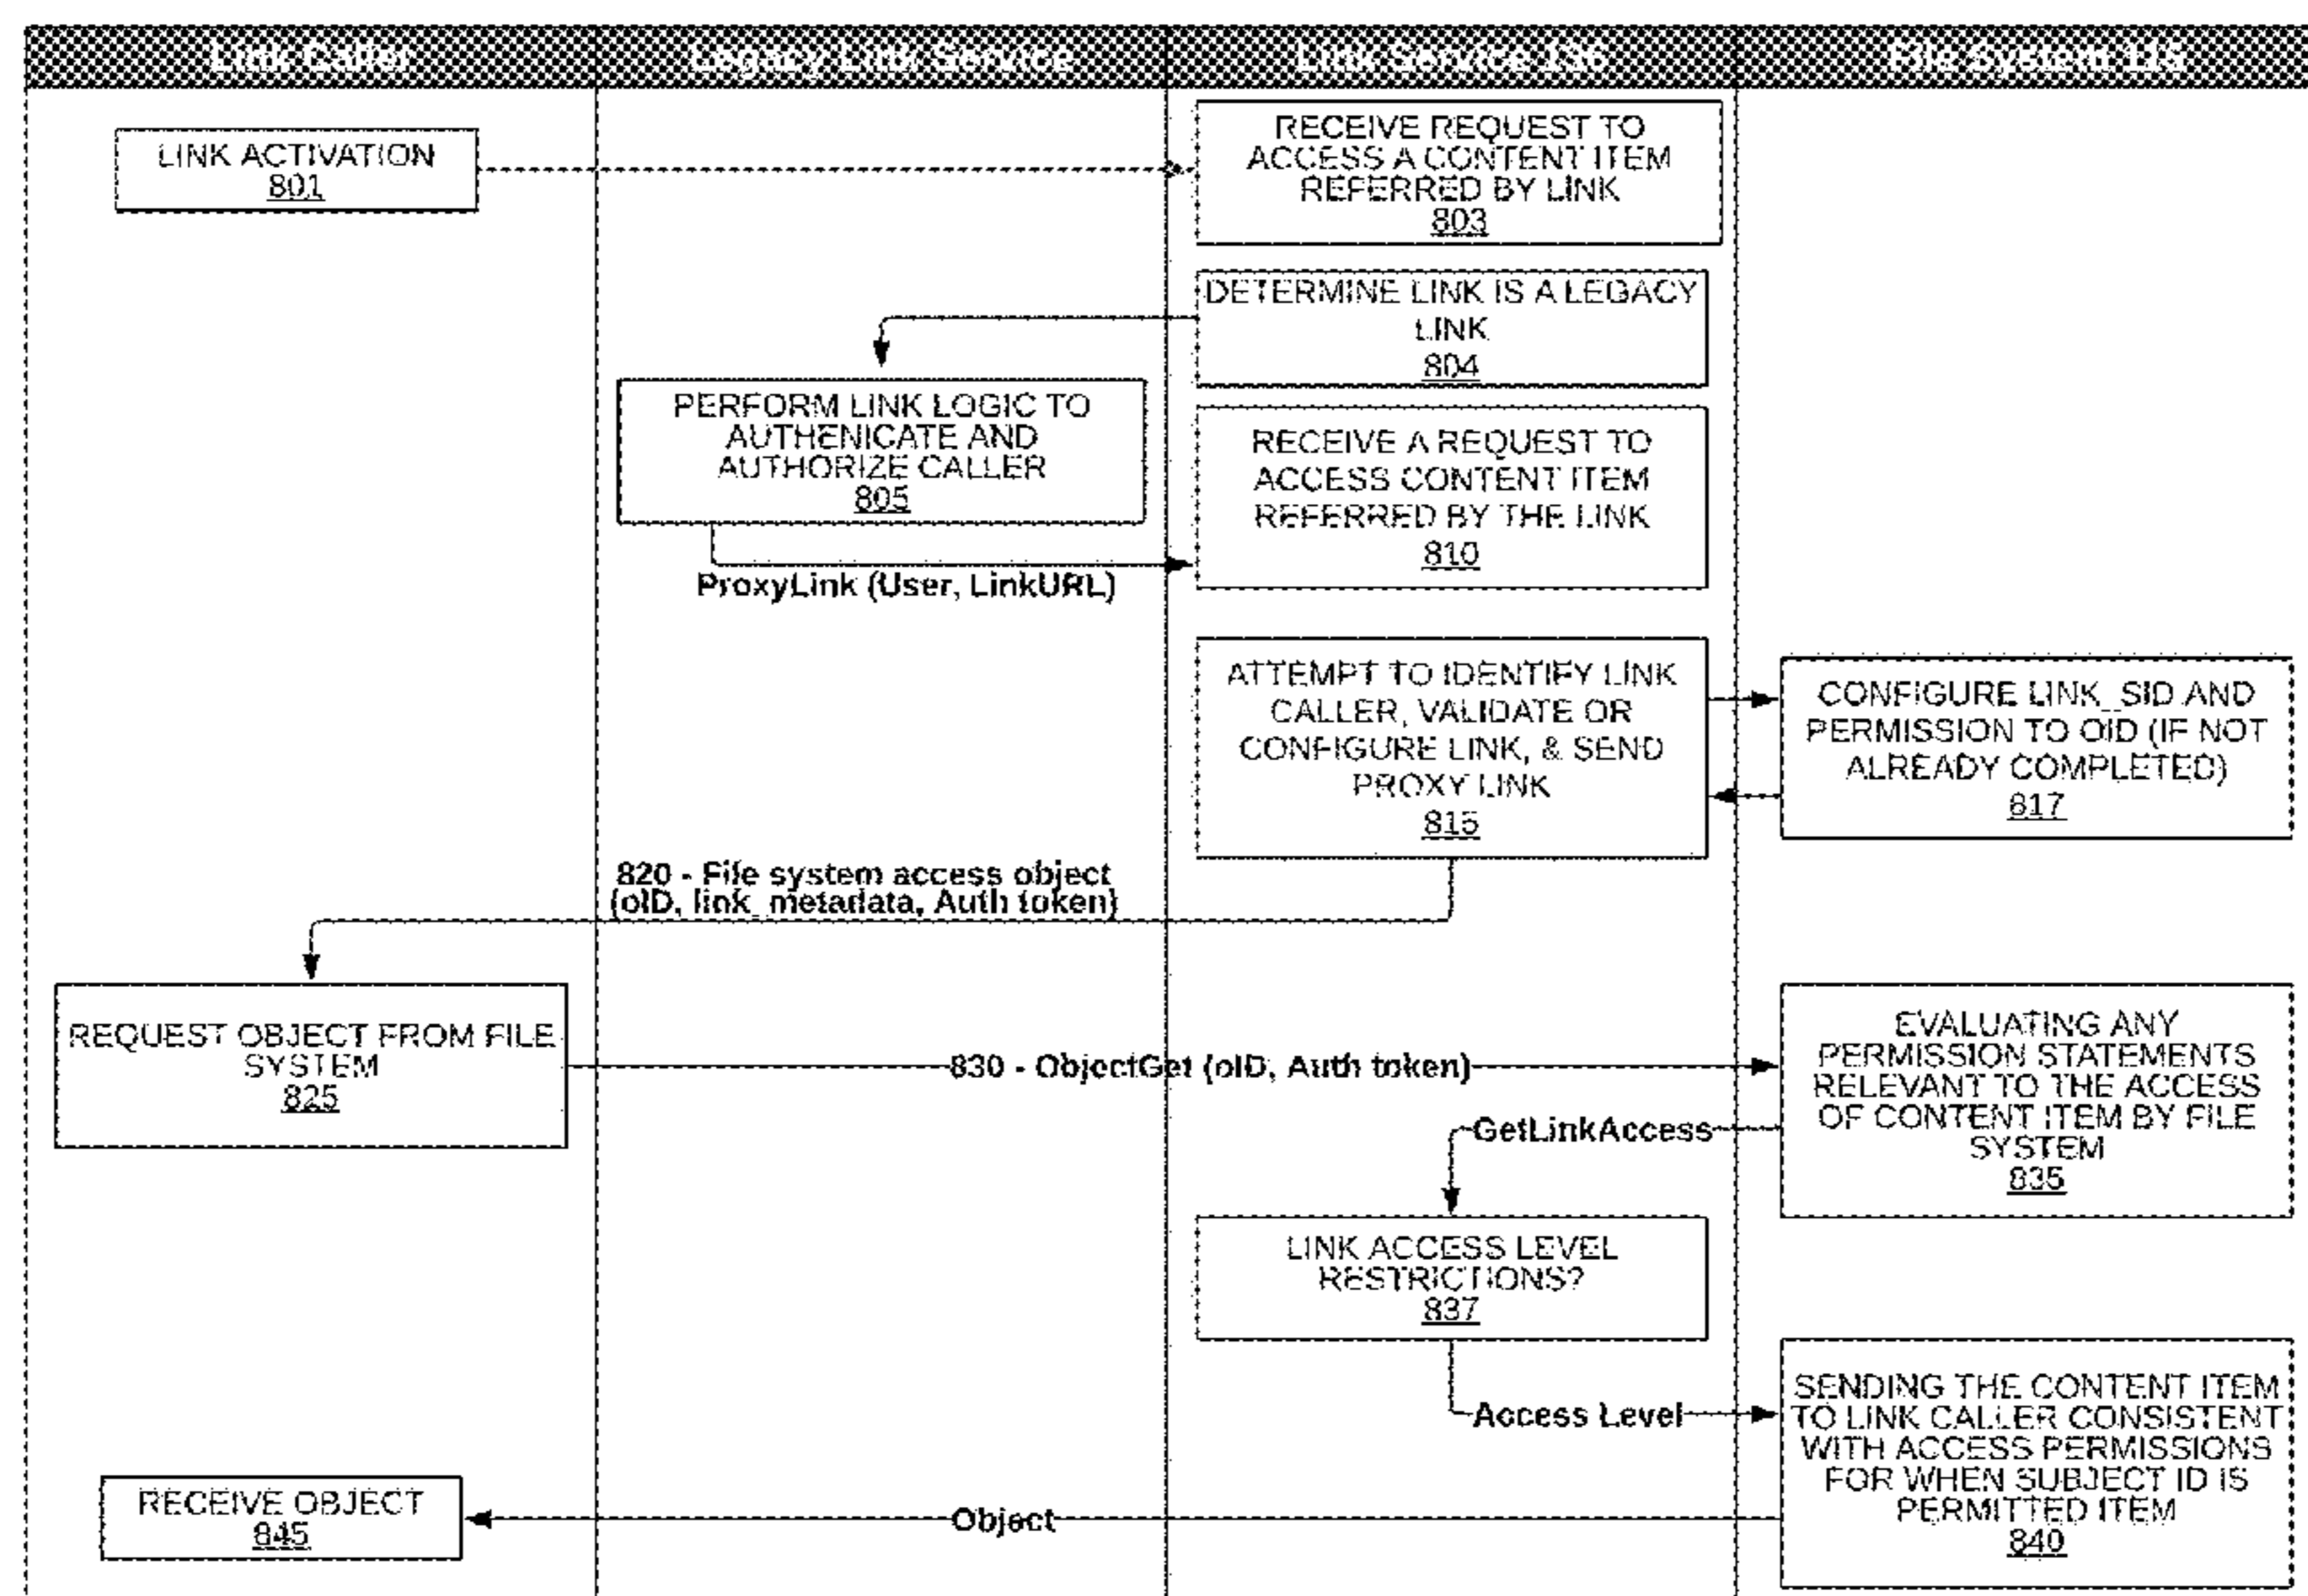 Link Caller
Legacy Link Service
Link Service 136
File System 115
LINK ACTIVATION
801
RECEIVE REQUEST TO
ACCESS A CONTENT ITEM
REFERRED BY LINK
803
DETERMINE LINK IS A LEGACY
LINK
804
PERFORM LINK LOGIC TO
AUTHENICATE AND
AUTHORIZE CALLER
805
RECEIVE A REQUEST TO
ACCESS CONTENT ITEM
REFERRED BY THE LINK
810
ProxyLink (User, LinkURL)
ATTEMPT TO IDENTIFY LINK
CALLER, VALIDATE OR
CONFIGURE LINK, & SEND
PROXY LINK
815
CONFIGURE LINK_SID AND
PERMISSION TO OID (IF NOT
ALREADY COMPLETED)
817
820 - File system access object
(oID, link_metadata, Auth token)
REQUEST OBJECT FROM FILE
SYSTEM
825
830 - ObjectGet (oID, Auth token)
EVALUATING ANY
PERMISSION STATEMENTS
RELEVANT TO THE ACCESS
OF CONTENT ITEM BY FILE
SYSTEM
835
GetLinkAccess
LINK ACCESS LEVEL
RESTRICTIONS?
837
Access Level
SENDING THE CONTENT ITEM
TO LINK CALLER CONSISTENT
WITH ACCESS PERMISSIONS
FOR WHEN SUBJECT ID IS
PERMITTED ITEM
840
Object
RECEIVE OBJECT
845